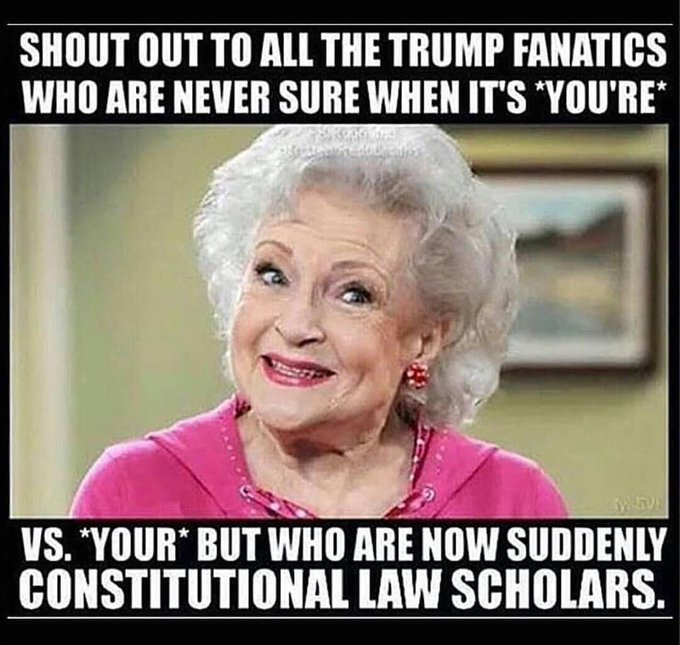 SHOUT OUT TO ALL THE TRUMP FANATICS
WHO ARE NEVER SURE WHEN IT'S *YOU'RE*
VS. *YOUR* BUT WHO ARE NOW SUDDENLY
CONSTITUTIONAL LAW SCHOLARS.